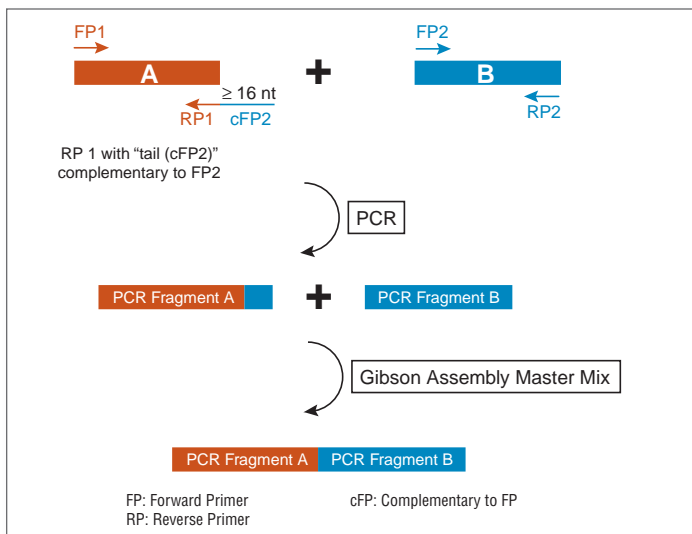 FP1
FP2
A
+
B
≥ 16 nt
RP1
cFP2
RP2
RP 1 with “tail (cFP2)”
complementary to FP2
PCR
PCR Fragment A
+
PCR Fragment B
Gibson Assembly Master Mix
PCR Fragment A
PCR Fragment B
FP: Forward Primer
cFP: Complementary to FP
RP: Reverse Primer